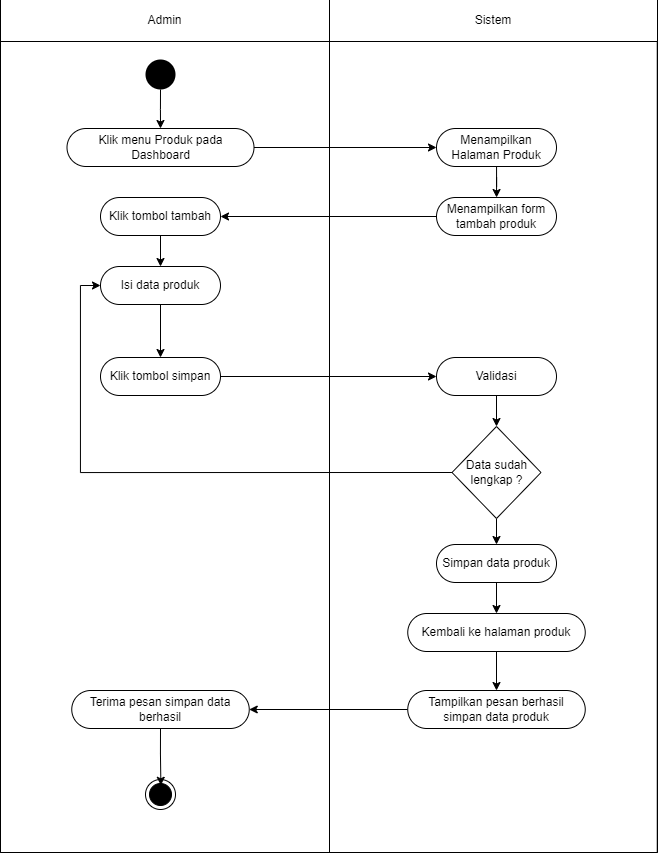 Admin
Sistem
Klik menu Produk pada
Dashboard
Menampilkan
Halaman Produk
Menampilkan form
tambah produk
Klik tombol tambah
Isi data produk
Klik tombol simpan
Validasi
Data sudah
lengkap ?
Simpan data produk
Kembali ke halaman produk
Tampilkan pesan berhasil
simpan data produk
Terima pesan simpan data
berhasil